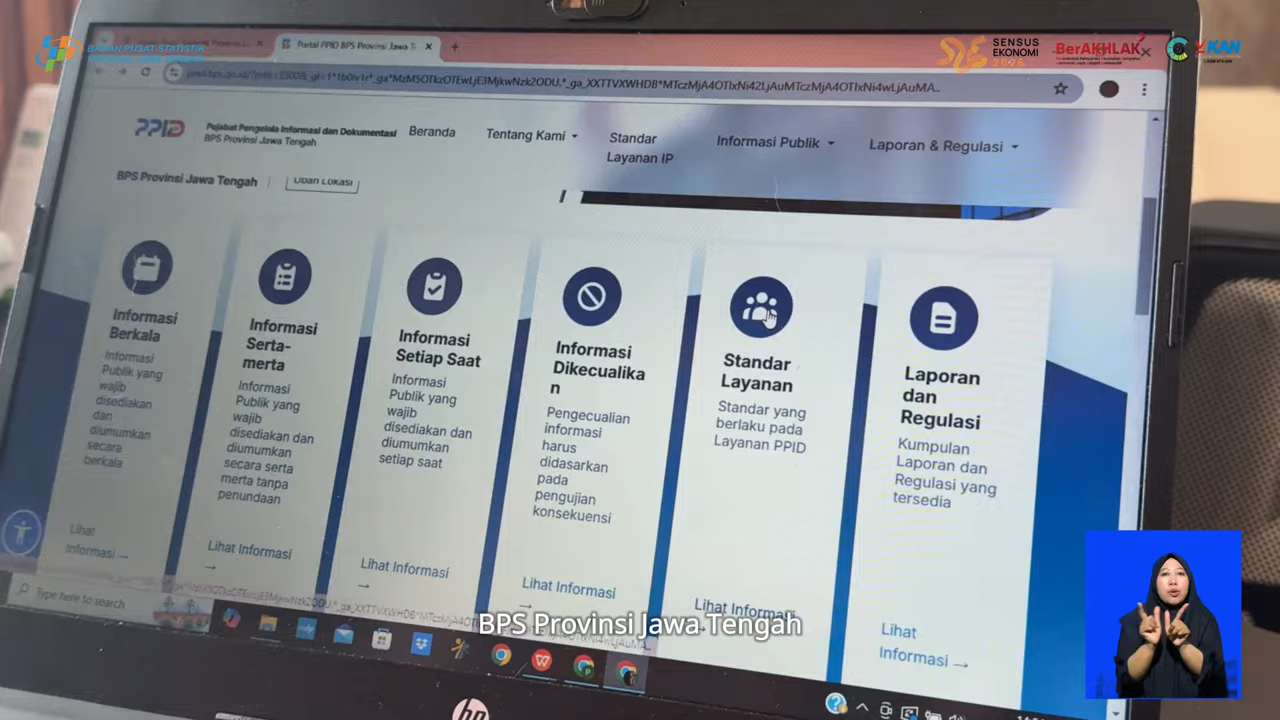 BADAN PUSAT STATISTIK
PROVINSI JAWA TENGAH
SENSUS
EKONOMI
2026
BerAKHLAK
KAN
Portal PPID BPS Provinsi Jawa T
PPID
Pejabat Pengelola Informasi dan Dokumentasi
BPS Provinsi Jawa Tengah
Beranda
Tentang Kami
Standar
Layanan IP
Informasi Publik
Laporan & Regulasi
BPS Provinsi Jawa Tengah
Ubah Lokasi
Informasi
Berkala
Informasi
Publik yang
wajib
disediakan
dan
diumumkan
secara
berkala
Lihat
Informasi →
Informasi
Serta-
merta
Informasi
Publik yang
wajib
disediakan dan
diumumkan
secara serta
merta tanpa
penundaan
Lihat Informasi
→
Informasi
Setiap Saat
Informasi
Publik yang
wajib
disediakan dan
diumumkan
setiap saat
Lihat Informasi
→
Informasi
Dikecualika
n
Pengecualian
informasi
harus
didasarkan
pada
pengujian
konsekuensi
Lihat Informasi
→
Standar
Layanan
Standar yang
berlaku pada
Layanan PPID
Lihat Informasi
Laporan
dan
Regulasi
Kumpulan
Laporan dan
Regulasi yang
tersedia
Lihat
Informasi →
Type here to search
BPS Provinsi Jawa Tengah
hp